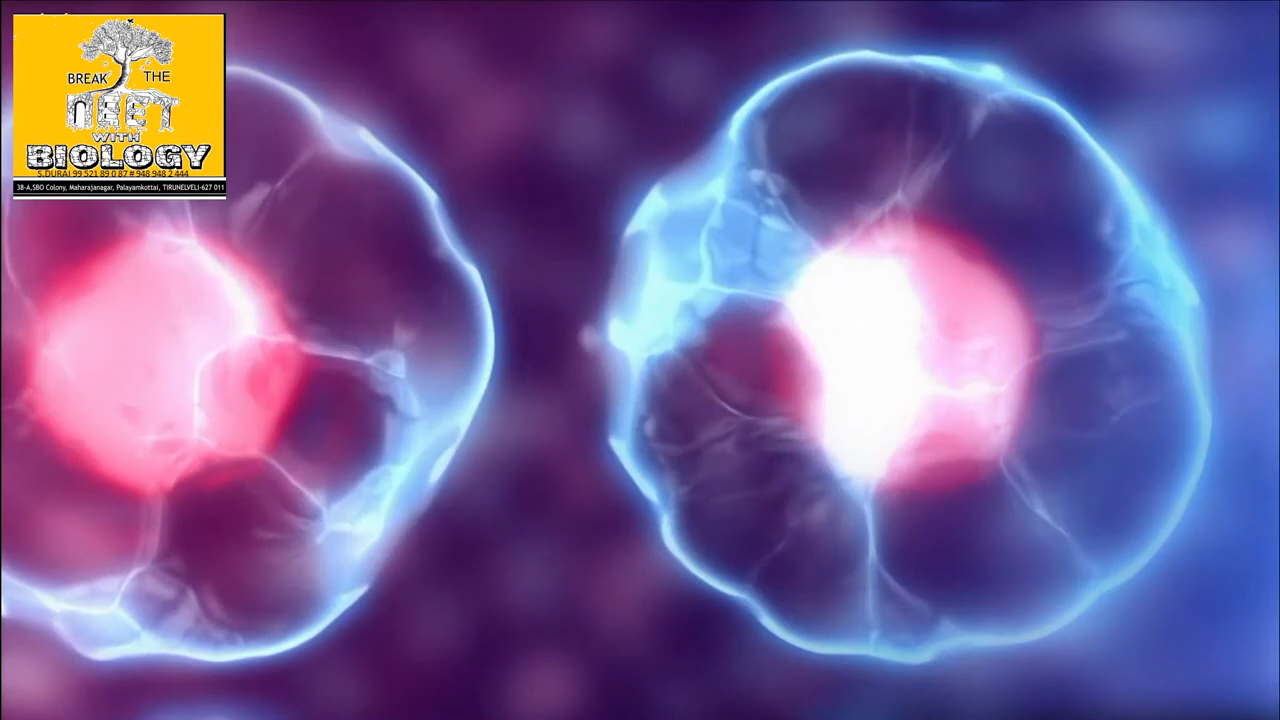 BREAK THE
NEET
WITH
BIOLOGY
S.DURAI 99 521 89 0 87 # 948 948 2 444
38-A,SBO Colony, Maharajanagar, Palayamkottai, TIRUNELVELI-627 011